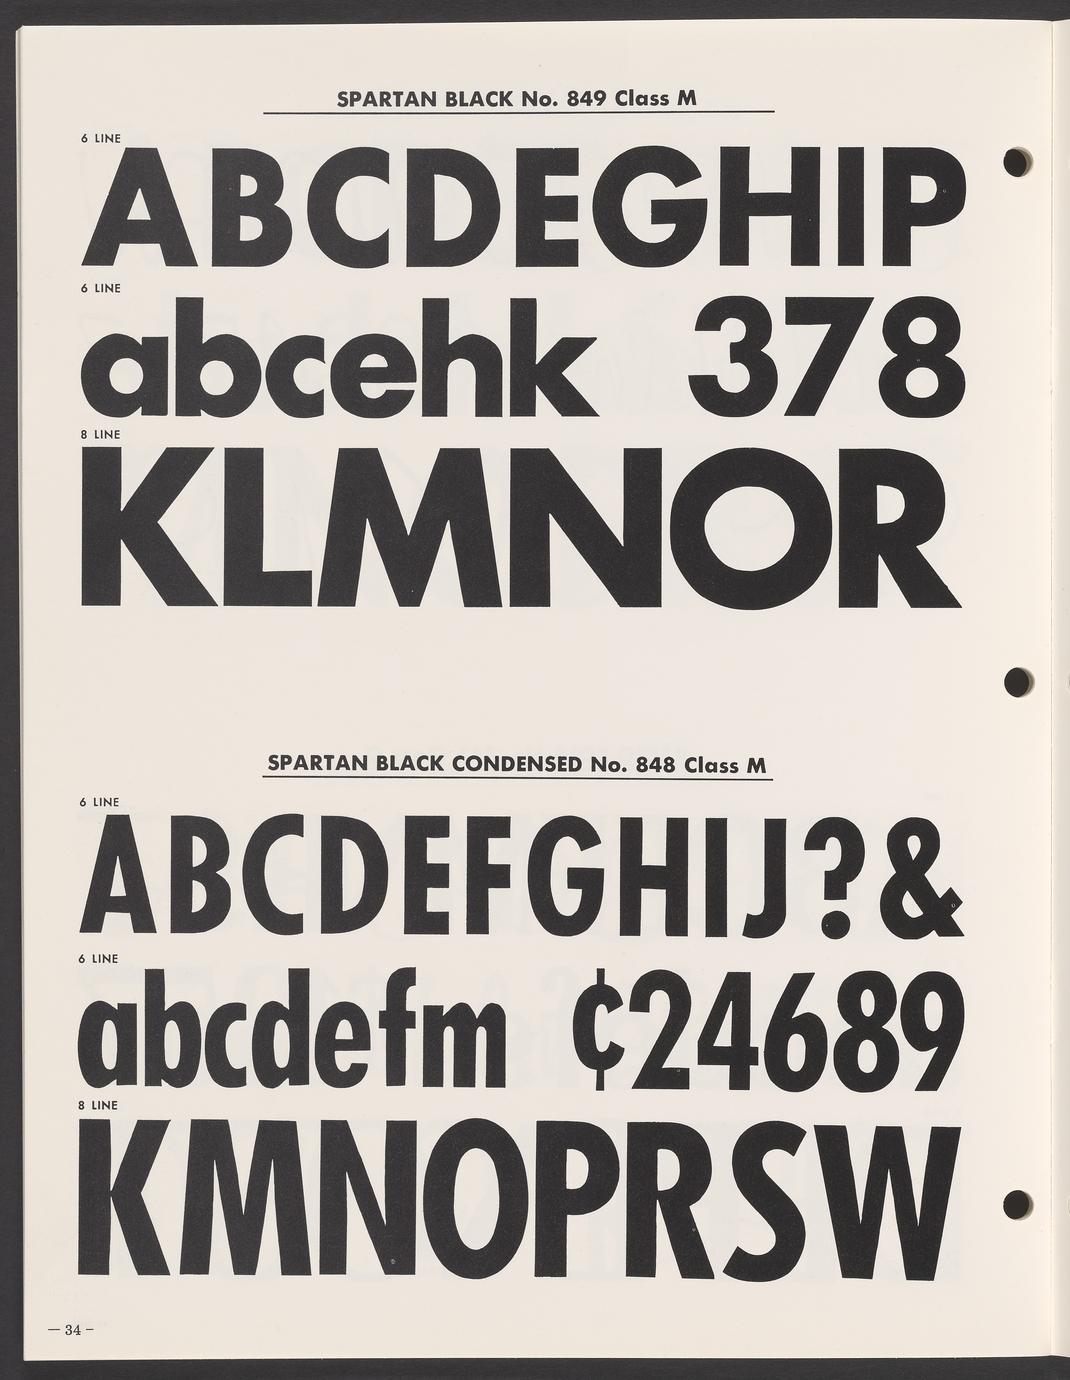 SPARTAN BLACK No. 849 Class M
6 LINE
ABCDEGHIP
6 LINE
abcehk 378
8 LINE
KLMNOR
SPARTAN BLACK CONDENSED No. 848 Class M
6 LINE
ABCDEFGHIJ?&
6 LINE
abcdefm ¢24689
8 LINE
KMNOPRSW
— 34 —